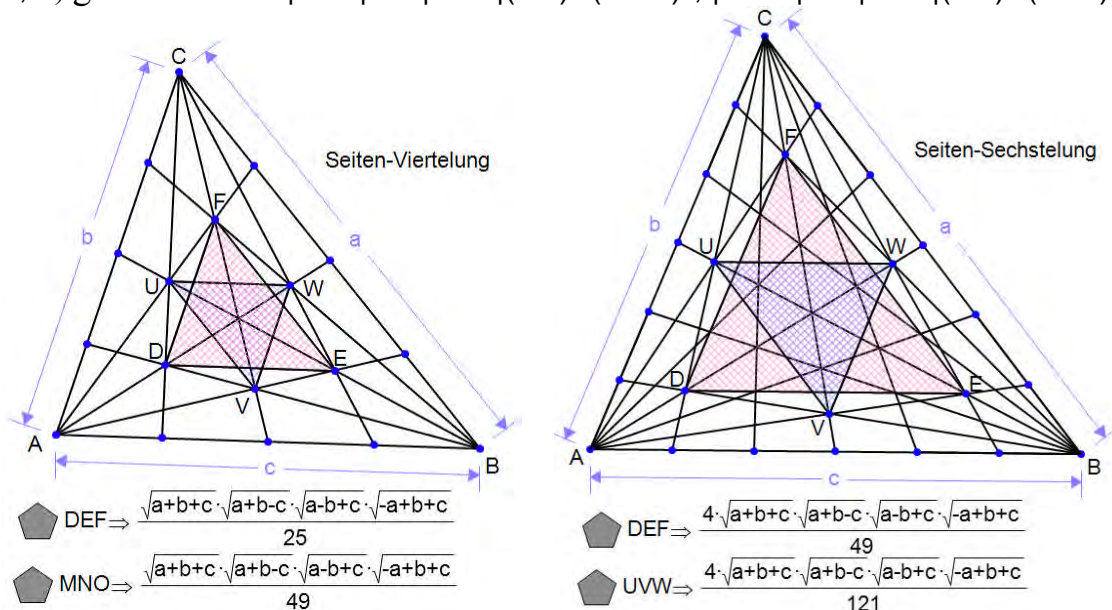 C
C
Seiten-Viertelung
Seiten-Sechstelung
F
F
b
a
b
a
U
W
U
W
D
E
D
E
V
V
A
B
A
B
c
c
DEF⇒ √a+b+c·√a+b-c·√a-b+c·√-a+b+c / 25
MNO⇒ √a+b+c·√a+b-c·√a-b+c·√-a+b+c / 49
DEF⇒ 4·√a+b+c·√a+b-c·√a-b+c·√-a+b+c / 49
UVW⇒ 4·√a+b+c·√a+b-c·√a-b+c·√-a+b+c / 121